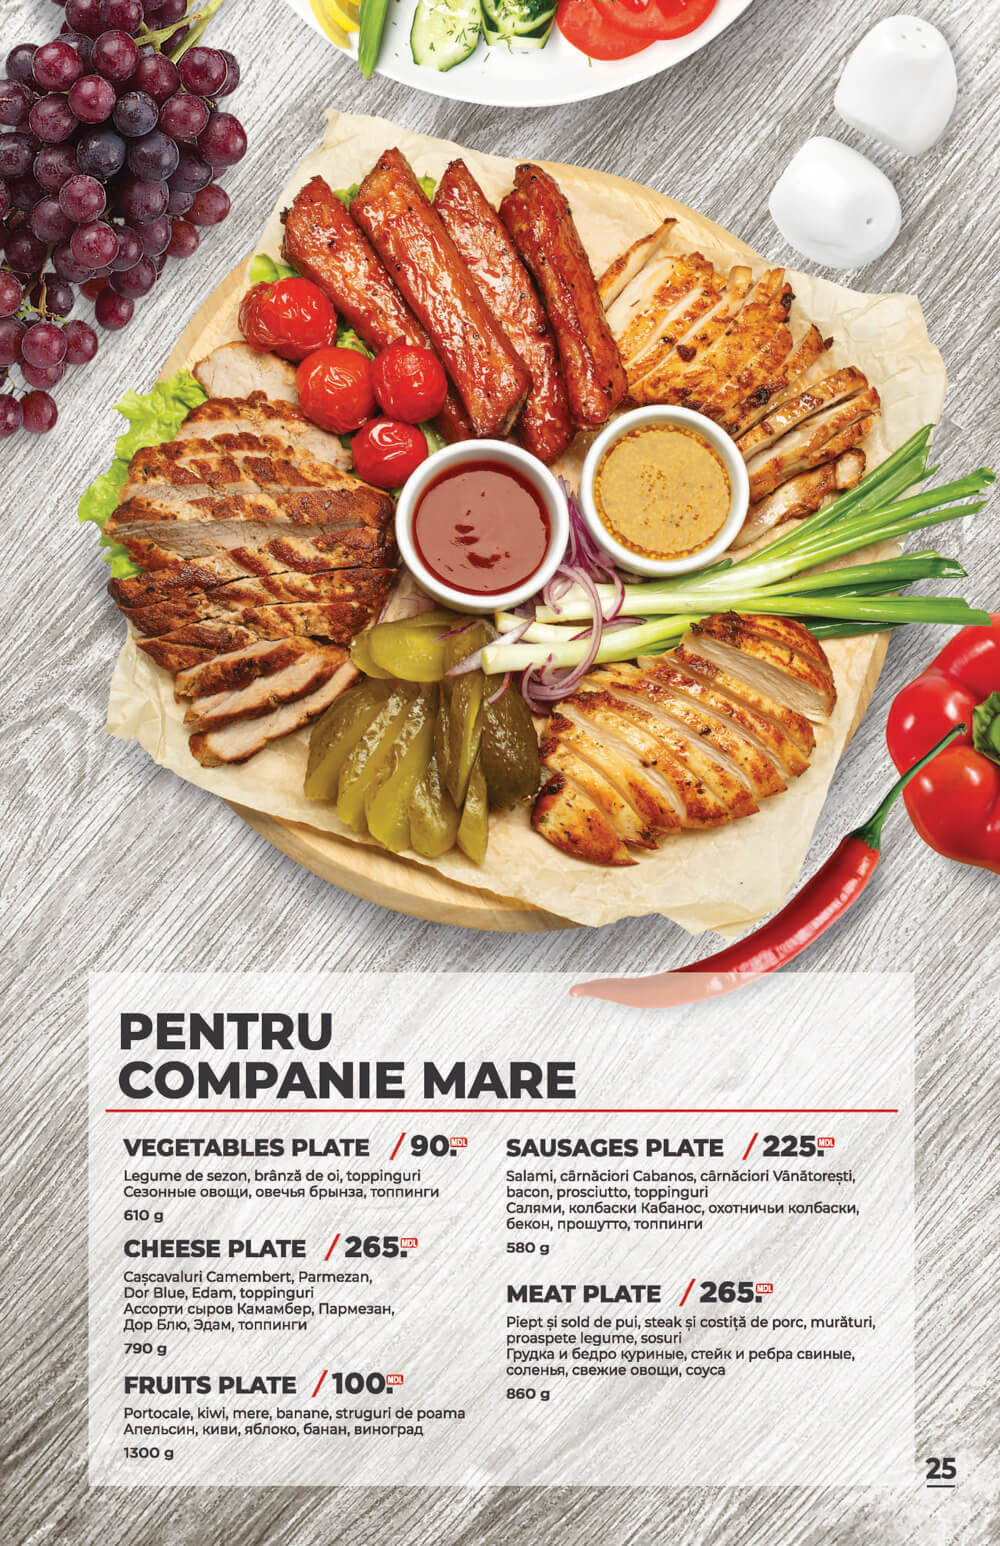 PENTRU
COMPANIE MARE
VEGETABLES PLATE / 90. MDL
Legume de sezon, brânză de oi, toppinguri
Сезонные овощи, овечья брынза, топпинги
610 g
CHEESE PLATE / 265. MDL
Cașcavaluri Camembert, Parmezan,
Dor Blue, Edam, toppinguri
Ассорти сыров Камамбер, Пармезан,
Дор Блю, Эдам, топпинги
790 g
FRUITS PLATE / 100. MDL
Portocale, kiwi, mere, banane, struguri de poama
Апельсин, киви, яблоко, банан, виноград
1300 g
SAUSAGES PLATE / 225. MDL
Salami, cârnăciori Cabanos, cârnăciori Vânătorești,
bacon, prosciutto, toppinguri
Салями, колбаски Кабанос, охотничьи колбаски,
бекон, прошутто, топпинги
580 g
MEAT PLATE / 265. MDL
Piept și sold de pui, steak și costiță de porc, murături,
proaspete legume, sosuri
Грудка и бедро куриные, стейк и ребра свиные,
соленья, свежие овощи, соуса
860 g
25